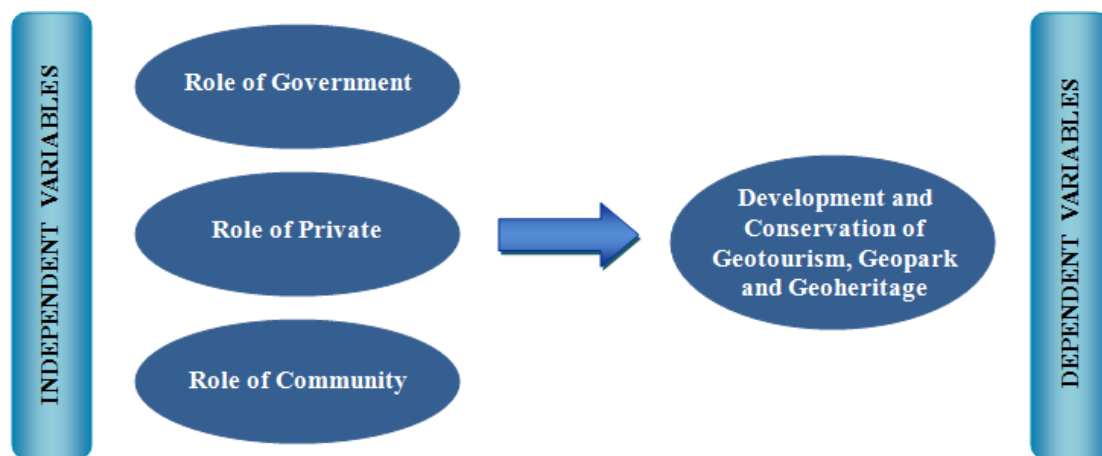 INDEPENDENT VARIABLES
Role of Government
Role of Private
Role of Community
Development and
Conservation of
Geotourism, Geopark
and Geoheritage
DEPENDENT VARIABLES